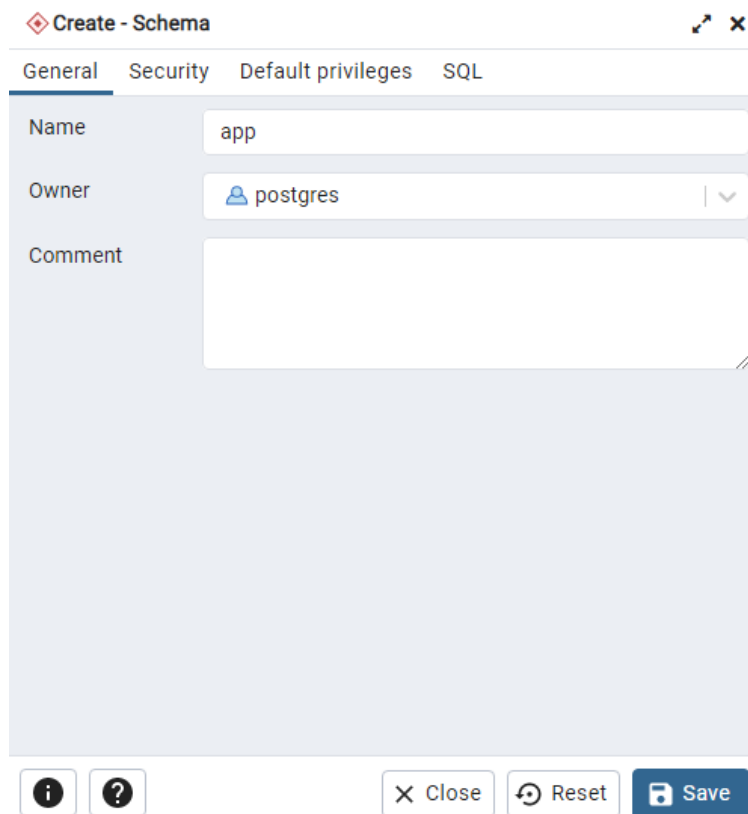 Create - Schema
General Security Default privileges SQL
Name app
Owner postgres
Comment
Close Reset Save